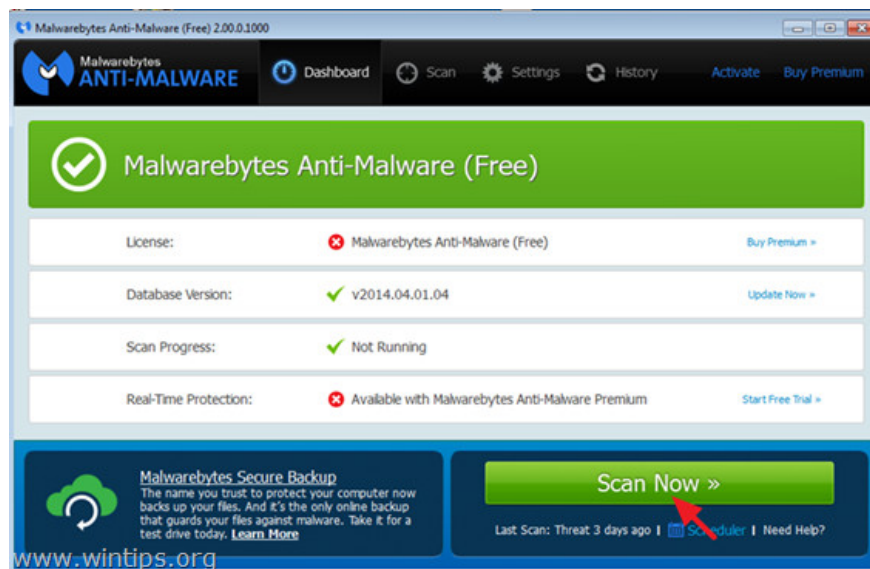 Malwarebytes Anti-Malware (Free) 2.00.0.1000
Malwarebytes
ANTI-MALWARE
Dashboard Scan Settings History Activate Buy Premium
Malwarebytes Anti-Malware (Free)
License: Malwarebytes Anti-Malware (Free) Buy Premium »
Database Version: v2014.04.01.04 Update Now »
Scan Progress: Not Running
Real-Time Protection: Available with Malwarebytes Anti-Malware Premium Start Free Trial »
Malwarebytes Secure Backup
The name you trust to protect your computer now
backs up your files. And it's the only online backup
that guards your files against malware. Take it for a
test drive today. Learn More
Scan Now »
Last Scan: Threat 3 days ago | Scheduler | Need Help?
www.wintips.org